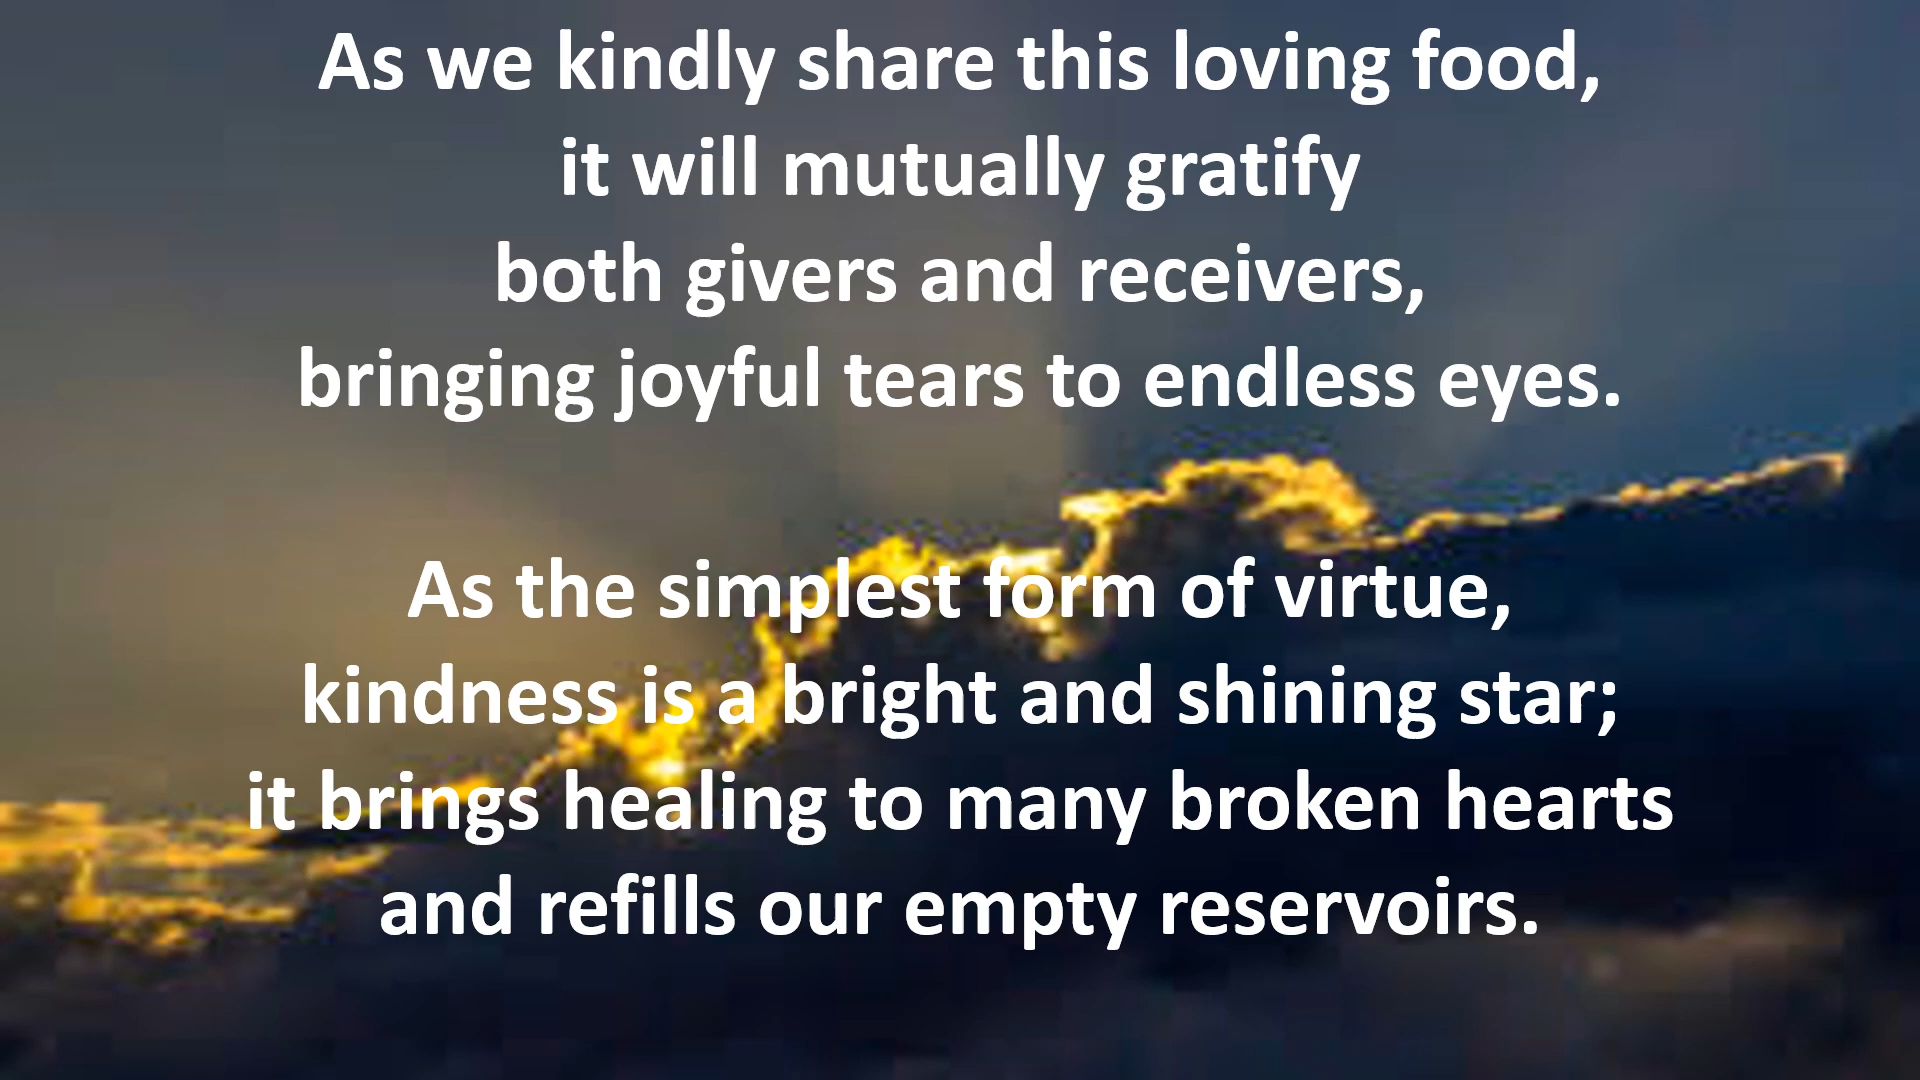 As we kindly share this loving food,
it will mutually gratify
both givers and receivers,
bringing joyful tears to endless eyes.
As the simplest form of virtue,
kindness is a bright and shining star;
it brings healing to many broken hearts
and refills our empty reservoirs.